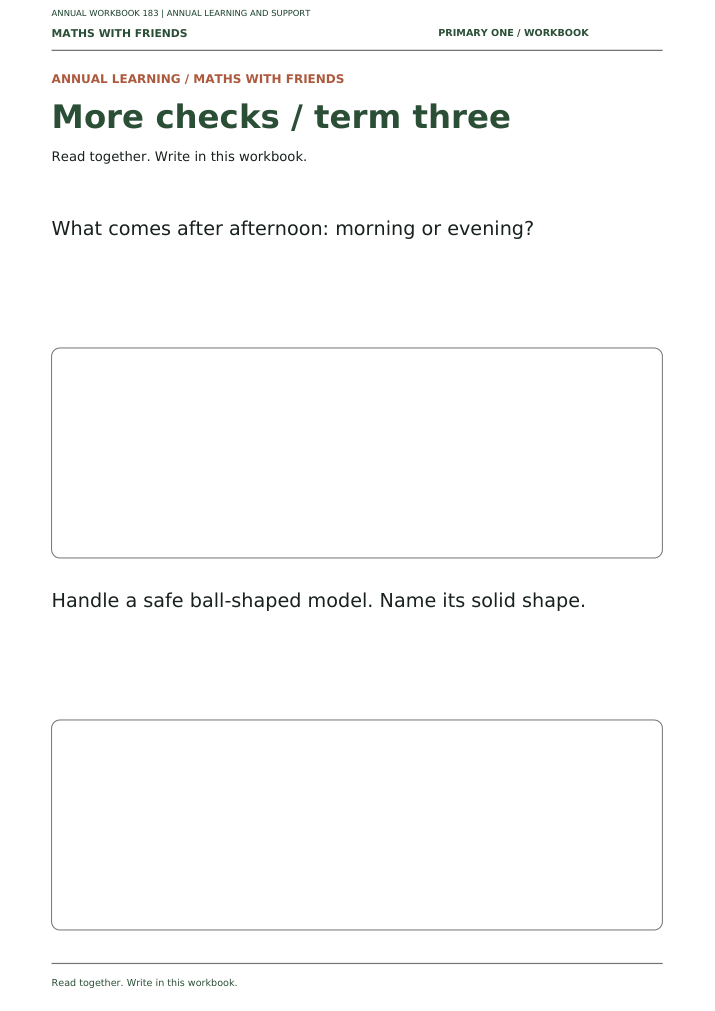 ANNUAL WORKBOOK 183 | ANNUAL LEARNING AND SUPPORT
MATHS WITH FRIENDS
PRIMARY ONE / WORKBOOK
ANNUAL LEARNING / MATHS WITH FRIENDS
More checks / term three
Read together. Write in this workbook.
What comes after afternoon: morning or evening?
Handle a safe ball-shaped model. Name its solid shape.
Read together. Write in this workbook.